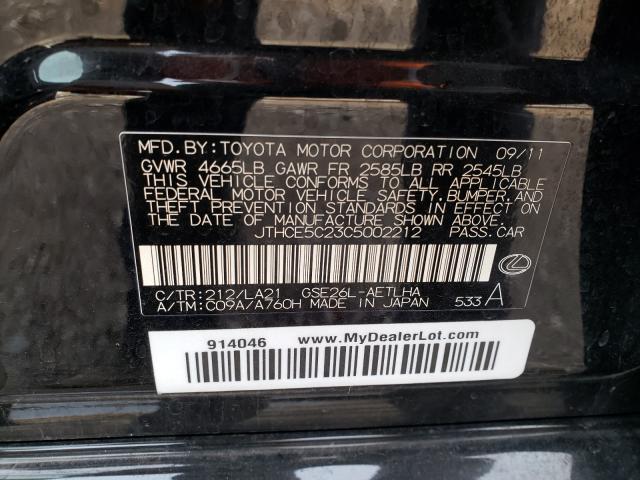 MFD. BY: TOYOTA MOTOR CORPORATION 09/11
GVWR 4665LB GAWR FR 2585LB RR 2545LB
THIS VEHICLE CONFORMS TO ALL APPLICABLE
FEDERAL MOTOR VEHICLE SAFETY, BUMPER, AND
THEFT PREVENTION STANDARDS IN EFFECT ON
THE DATE OF MANUFACTURE SHOWN ABOVE.
JTHCE5C23C5002212 PASS. CAR
C/TR: 212/LA21 GSE26L-AETLHA
A/TM: C09A/A760H MADE IN JAPAN 533 A
914046 www.MyDealerLot.com